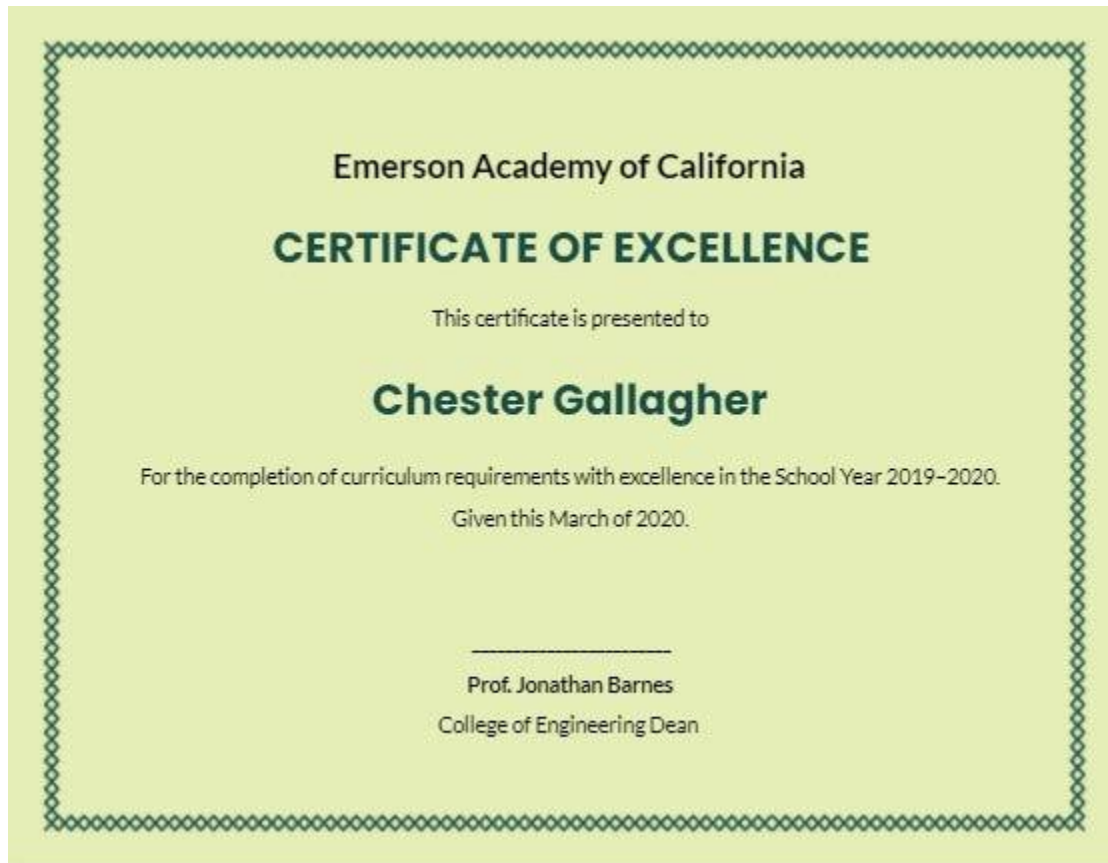 Emerson Academy of California
CERTIFICATE OF EXCELLENCE
This certificate is presented to
Chester Gallagher
For the completion of curriculum requirements with excellence in the School Year 2019–2020.
Given this March of 2020.
Prof. Jonathan Barnes
College of Engineering Dean